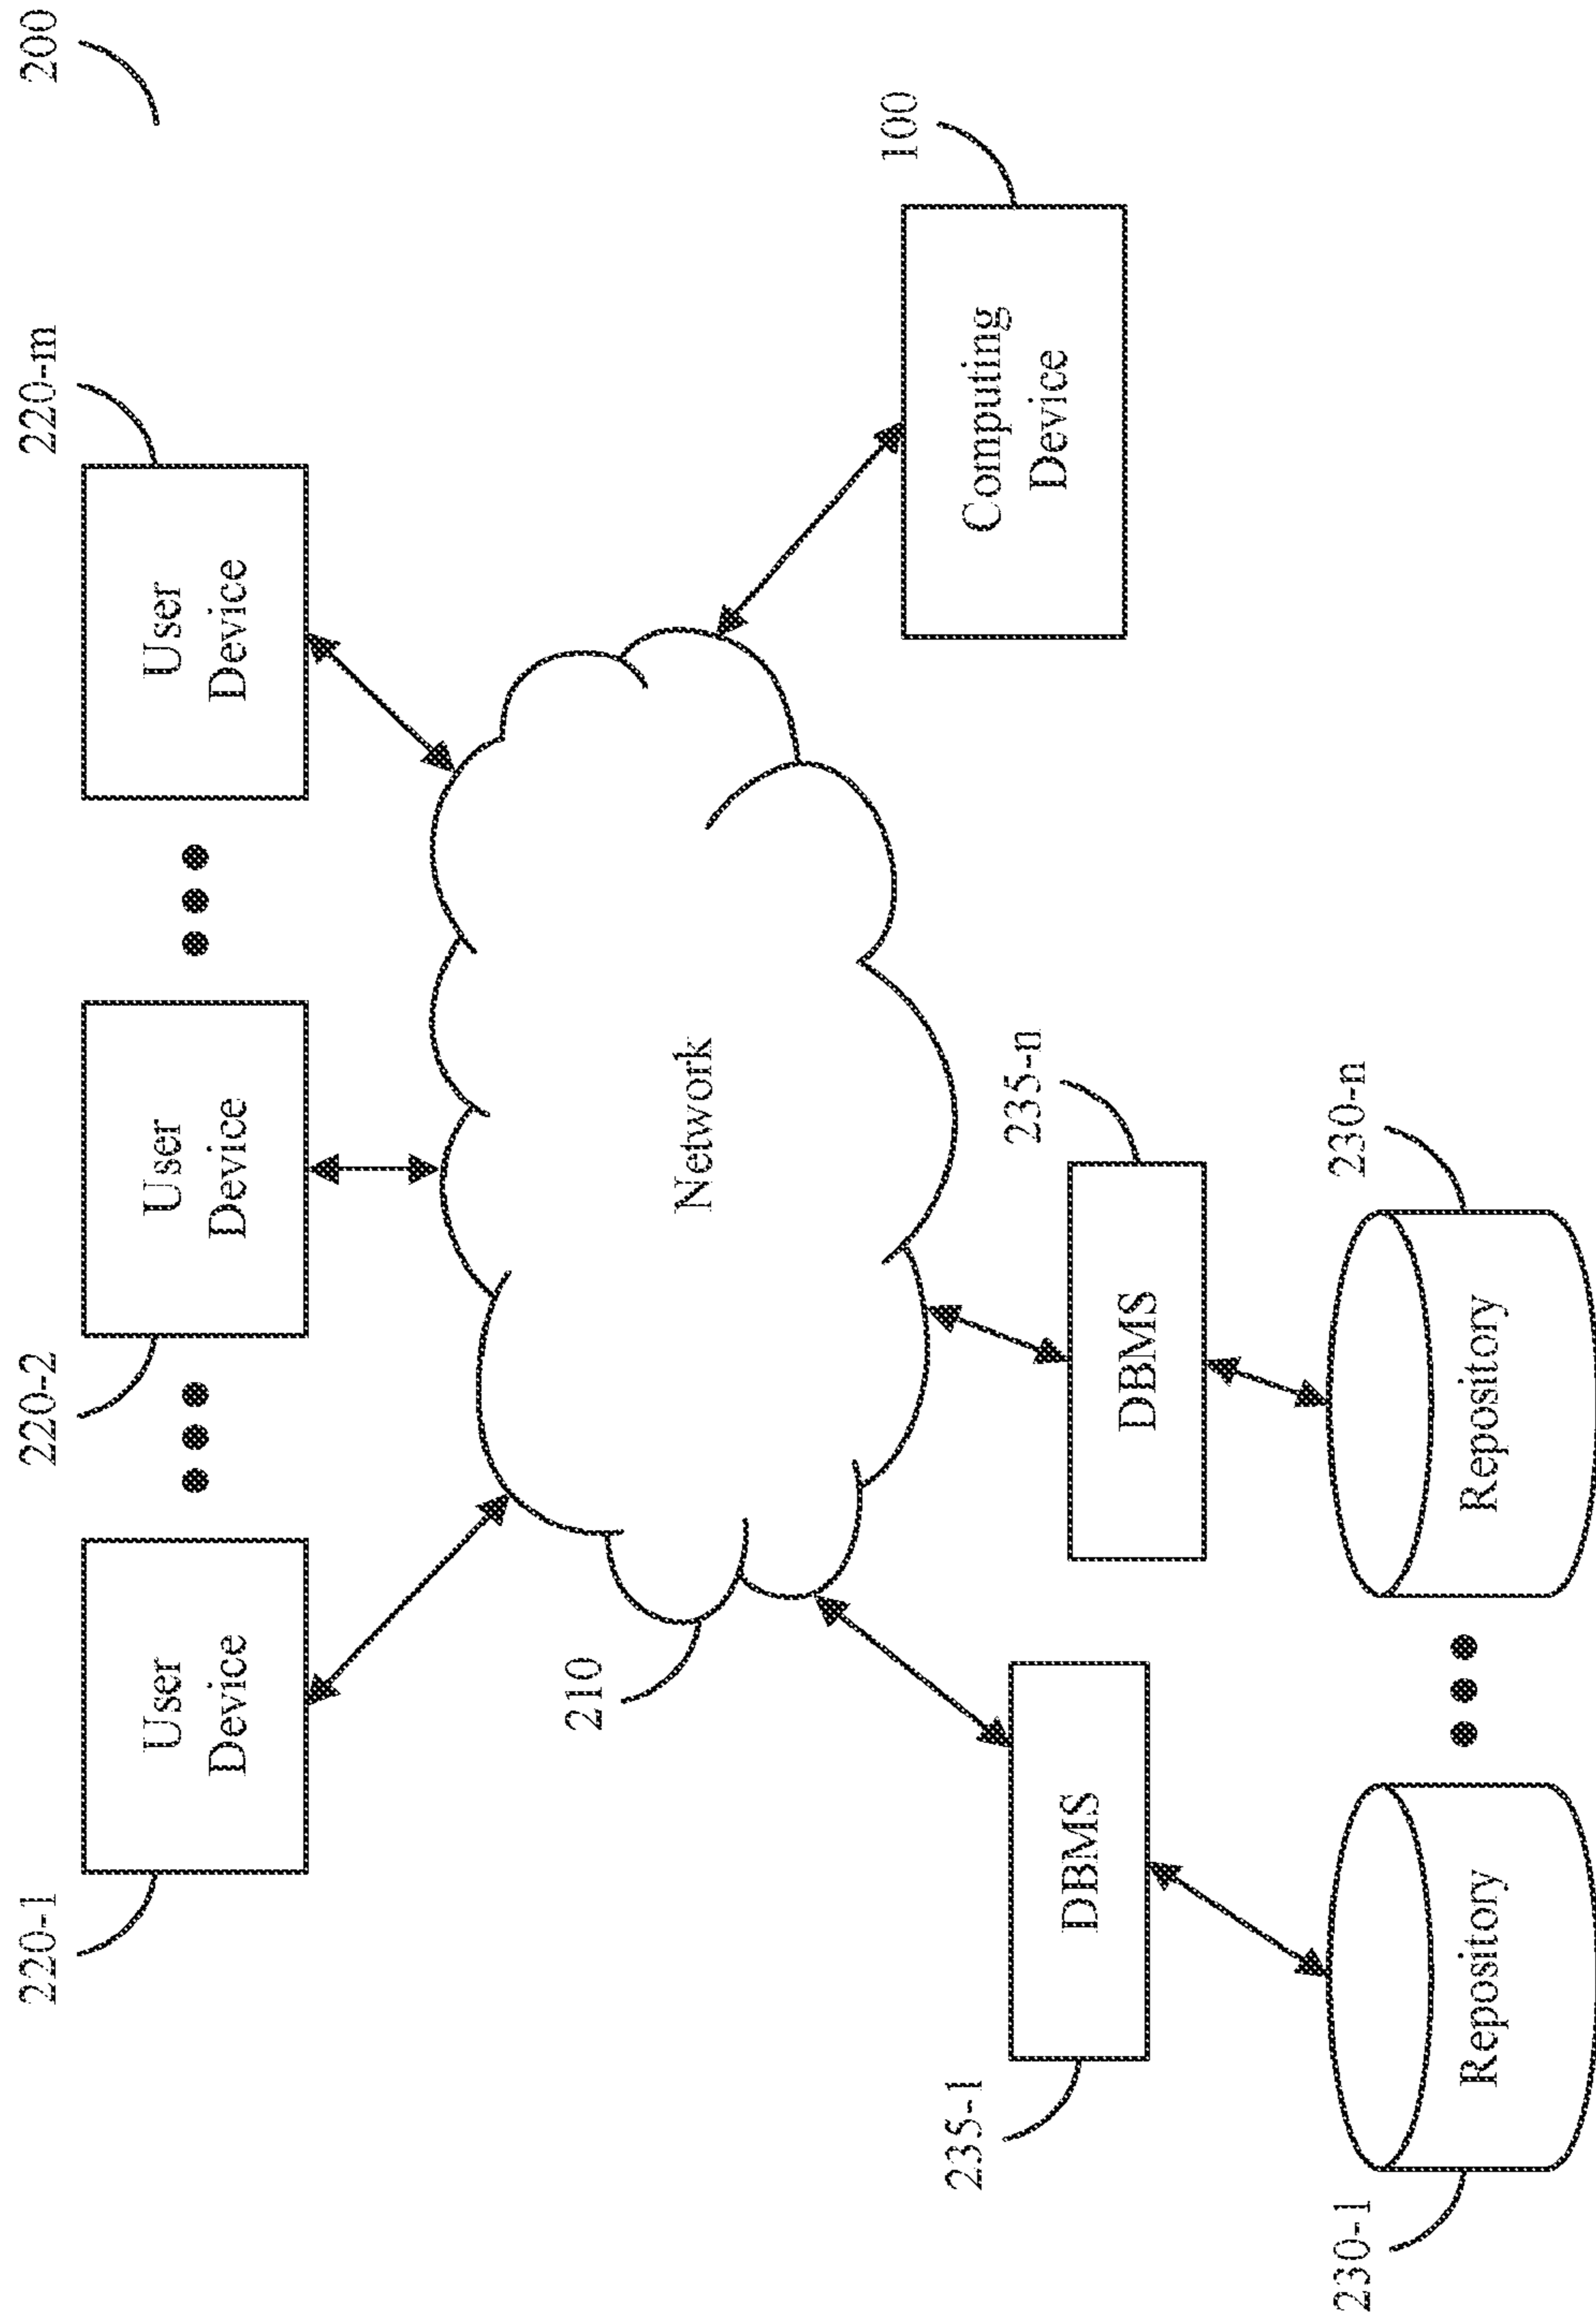 200
220-1
220-2
220-m
User
Device
User
Device
User
Device
210
Network
100
Computing
Device
235-1
DBMS
235-n
DBMS
230-1
Repository
230-n
Repository